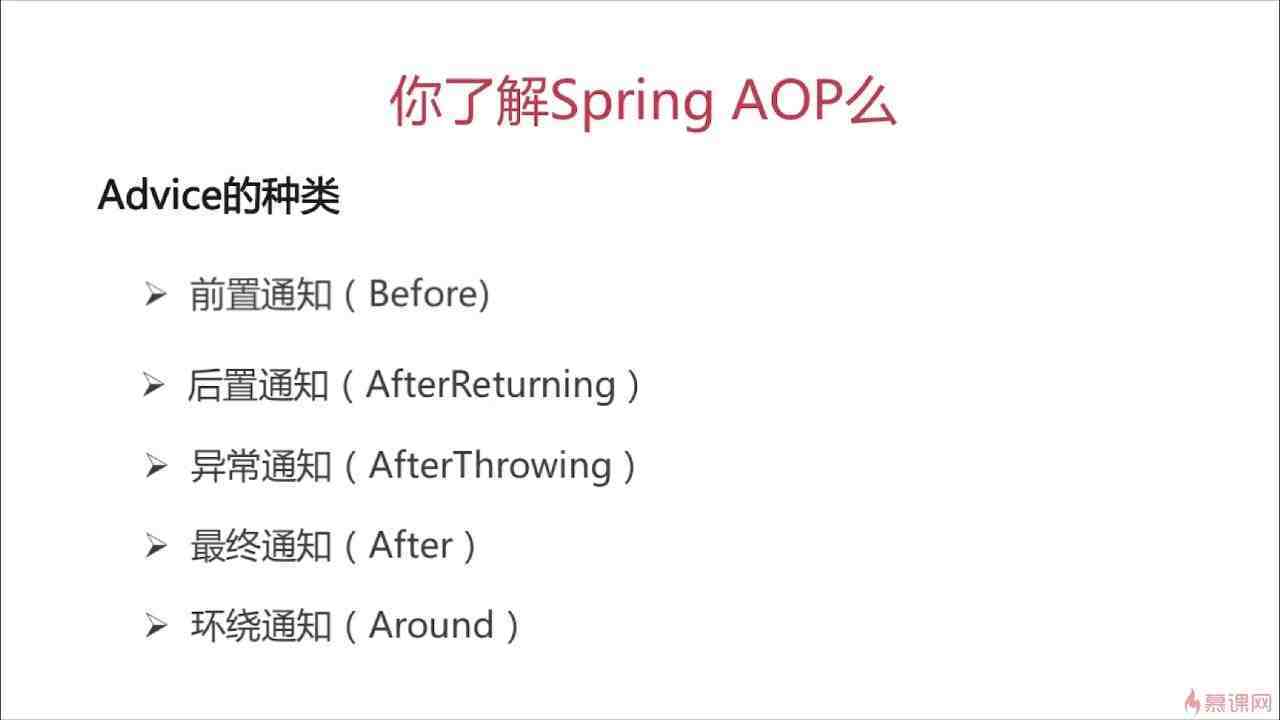 你了解Spring AOP么
Advice的种类
前置通知（Before)
后置通知（AfterReturning）
异常通知（AfterThrowing）
最终通知（After）
环绕通知（Around）
慕课网